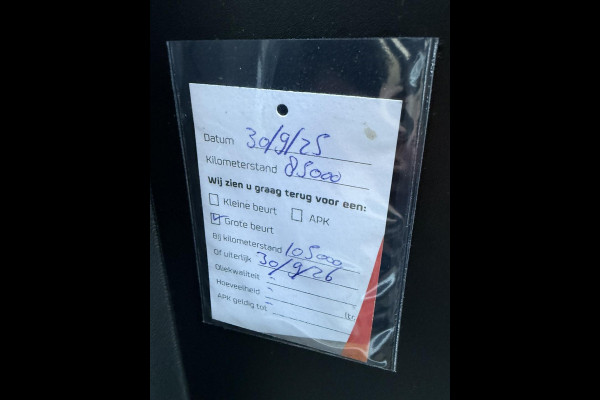 Datum 30/9/25
Kilometerstand 85000
Wij zien u graag terug voor een:
Kleine beurt APK
Grote beurt
Bij kilometerstand 105000
Of uiterlijk 30/9/26
Oliekwaliteit -
Hoeveelheid - ltr
APK geldig tot -